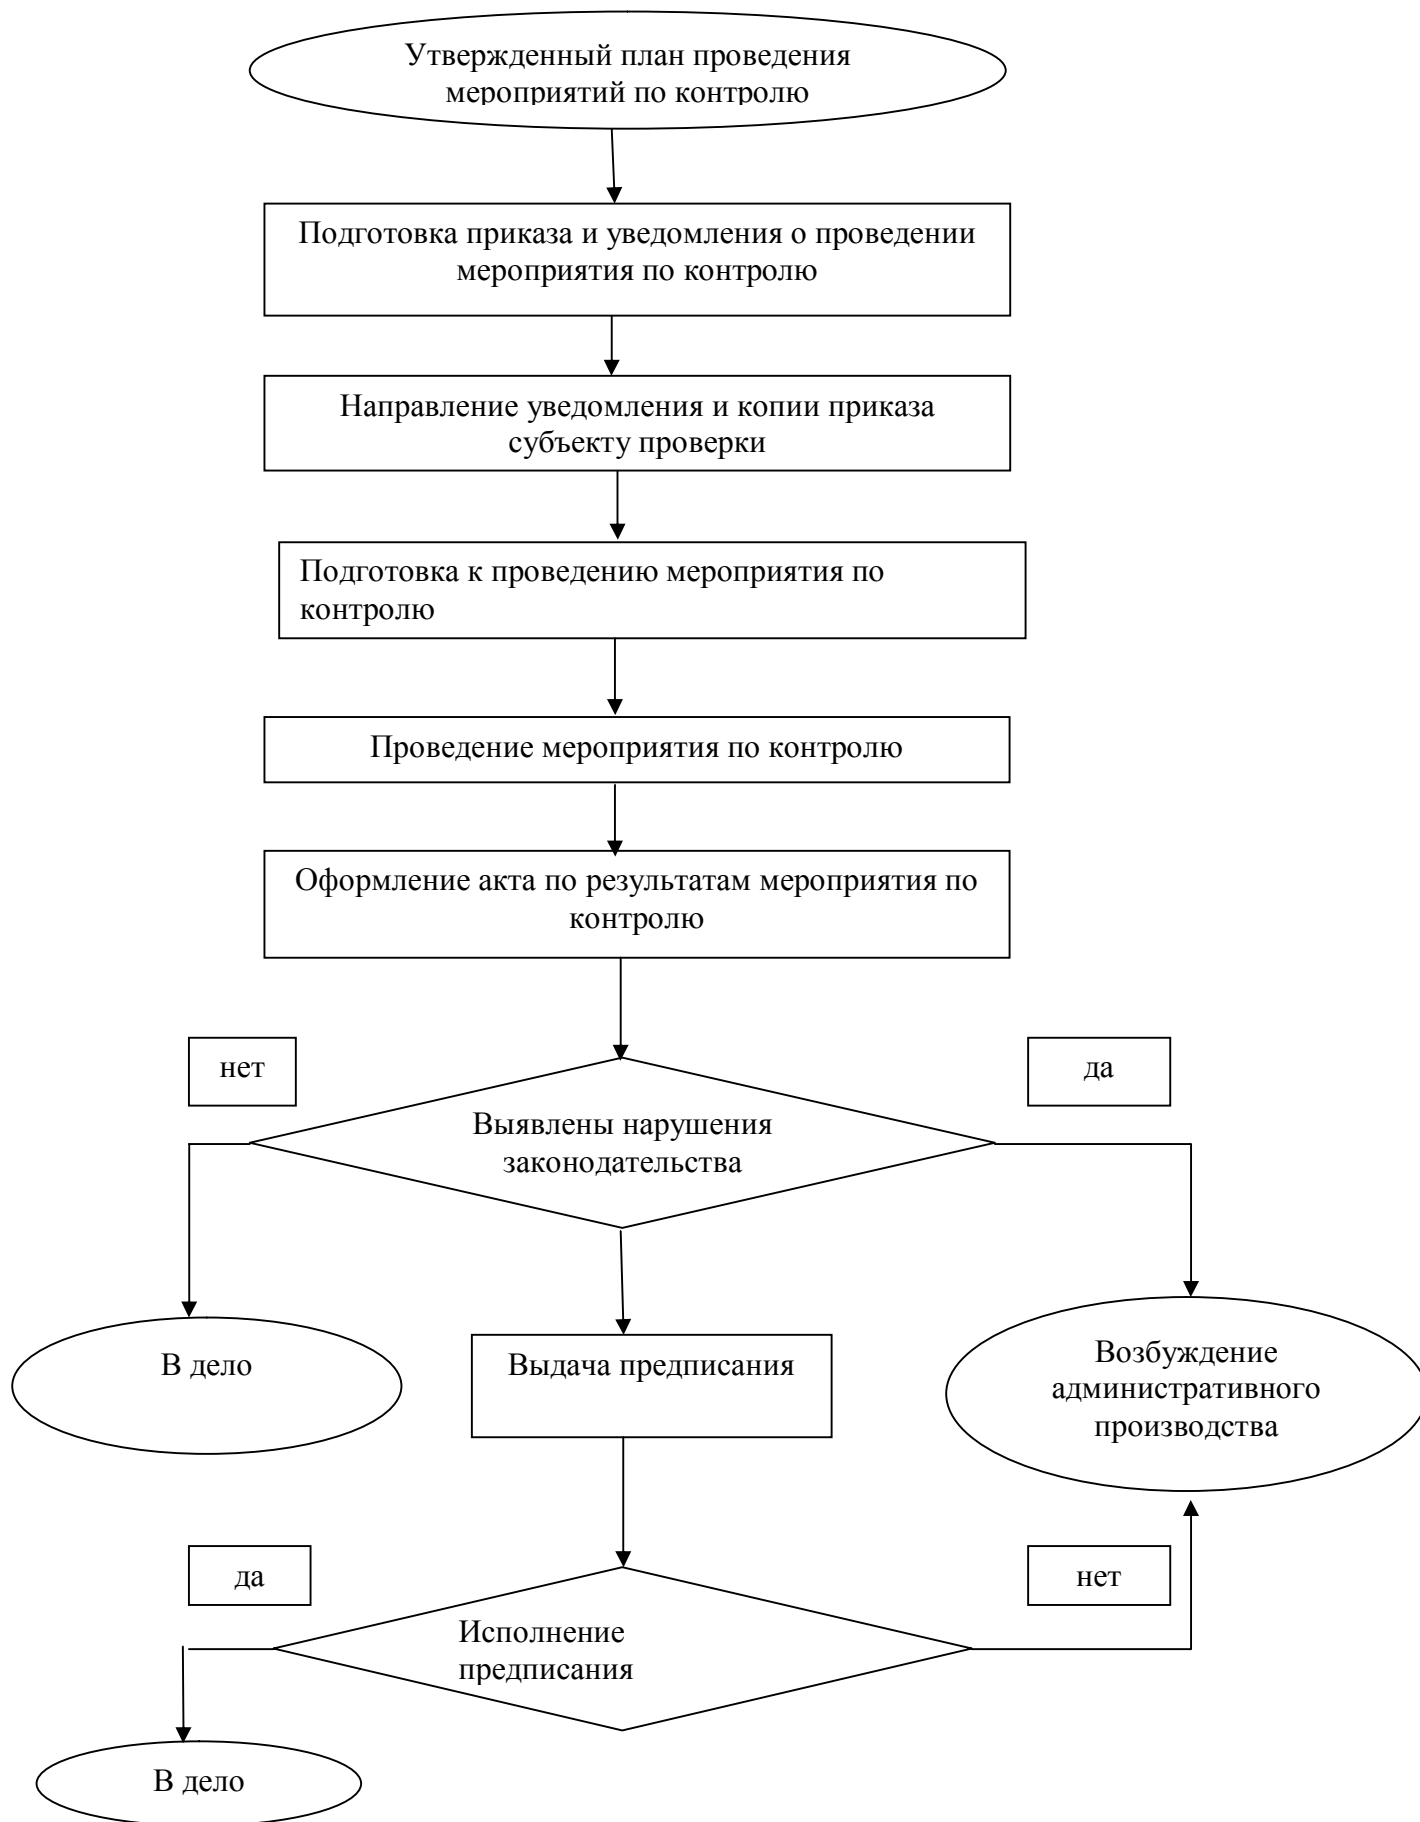 Утвержденный план проведения
мероприятий по контролю
Подготовка приказа и уведомления о проведении
мероприятия по контролю
Направление уведомления и копии приказа
субъекту проверки
Подготовка к проведению мероприятия по
контролю
Проведение мероприятия по контролю
Оформление акта по результатам мероприятия по
контролю
нет
да
Выявлены нарушения
законодательства
В дело
Выдача предписания
Возбуждение
административного
производства
да
нет
Исполнение
предписания
В дело